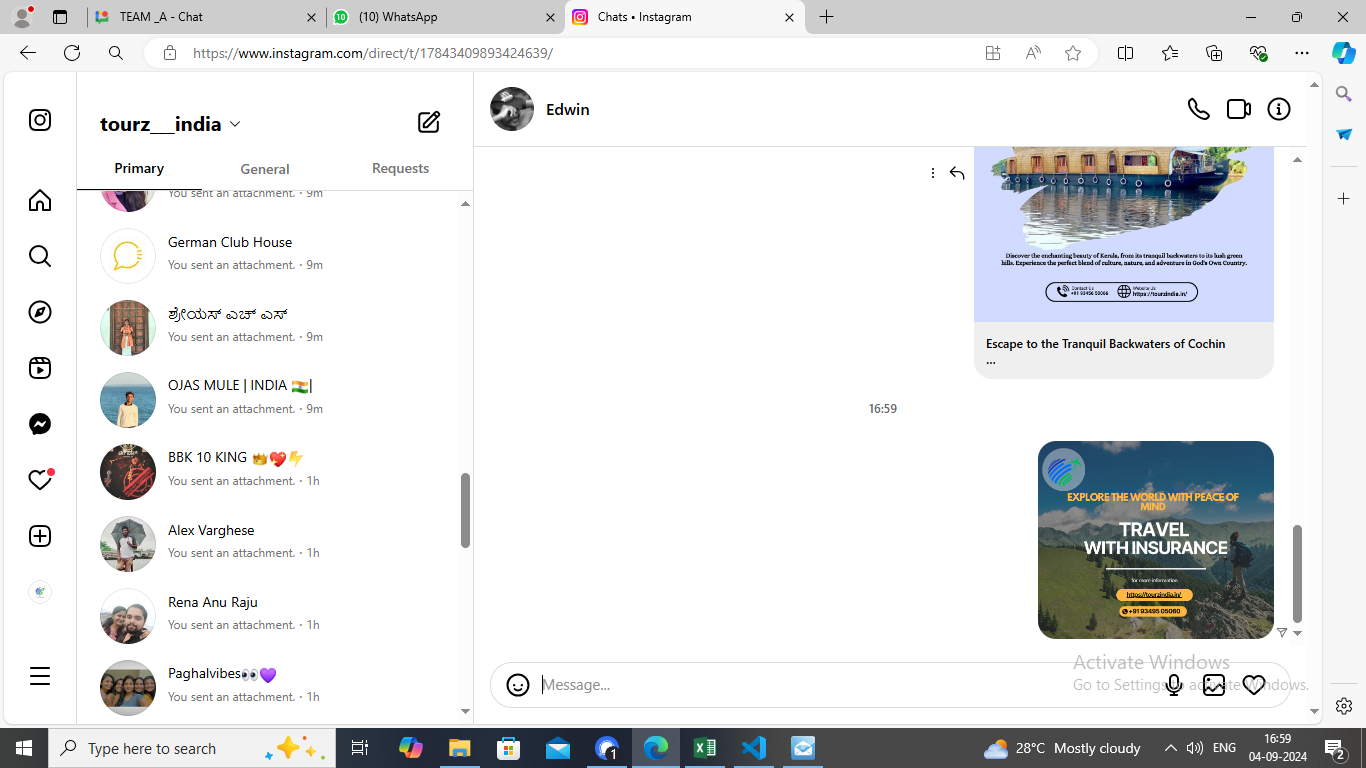 TEAM _A - Chat
(10) WhatsApp
Chats • Instagram
https://www.instagram.com/direct/t/17843409893424639/
tourz___india
Primary
General
Requests
You sent an attachment. · 9m
German Club House
You sent an attachment. · 9m
ಶ್ರೇಯಸ್ ಎಚ್ ಎಸ್
You sent an attachment. · 9m
OJAS MULE | INDIA 🇮🇳|
You sent an attachment. · 9m
BBK 10 KING 👑💖⚡
You sent an attachment. · 1h
Alex Varghese
You sent an attachment. · 1h
Rena Anu Raju
You sent an attachment. · 1h
Paghalvibes👀💜
You sent an attachment. · 1h
Edwin
Discover the enchanting beauty of Kerala, from its tranquil backwaters to its lush green
hills. Experience the perfect blend of culture, nature, and adventure in God's Own Country.
Contact Us
Website Us
https://tourzindia.in/
Escape to the Tranquil Backwaters of Cochin
...
16:59
EXPLORE THE WORLD WITH PEACE OF
MIND
TRAVEL
WITH INSURANCE
for more information
https://tourzindia.in/
+91 93495 05060
Message...
Activate Windows
Go to Settings to activate Windows.
Type here to search
28°C Mostly cloudy
ENG
16:59
04-09-2024
2